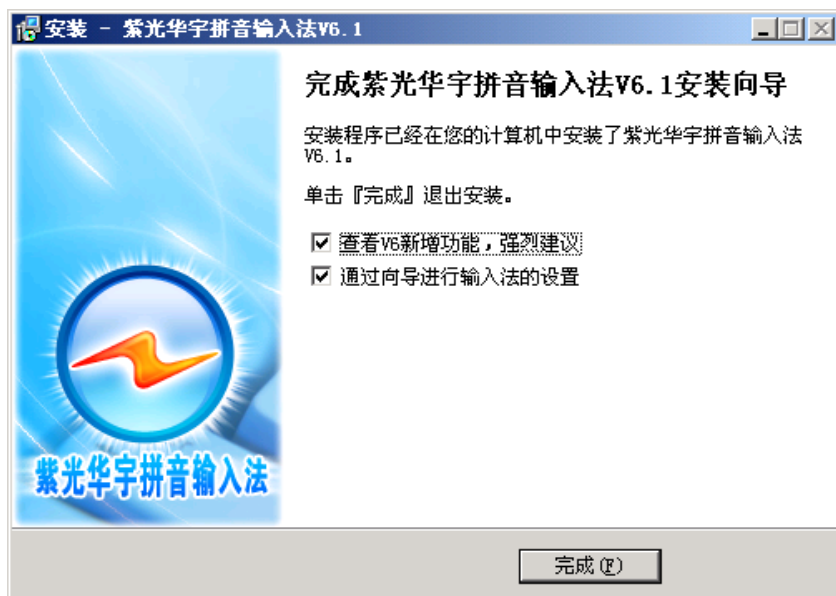 安装 - 紫光华宇拼音输入法V6.1
完成紫光华宇拼音输入法V6.1安装向导
安装程序已经在您的计算机中安装了紫光华宇拼音输入法
V6.1。
单击『完成』退出安装。
查看V6新增功能，强烈建议
通过向导进行输入法的设置
紫光华宇拼音输入法
完成(F)